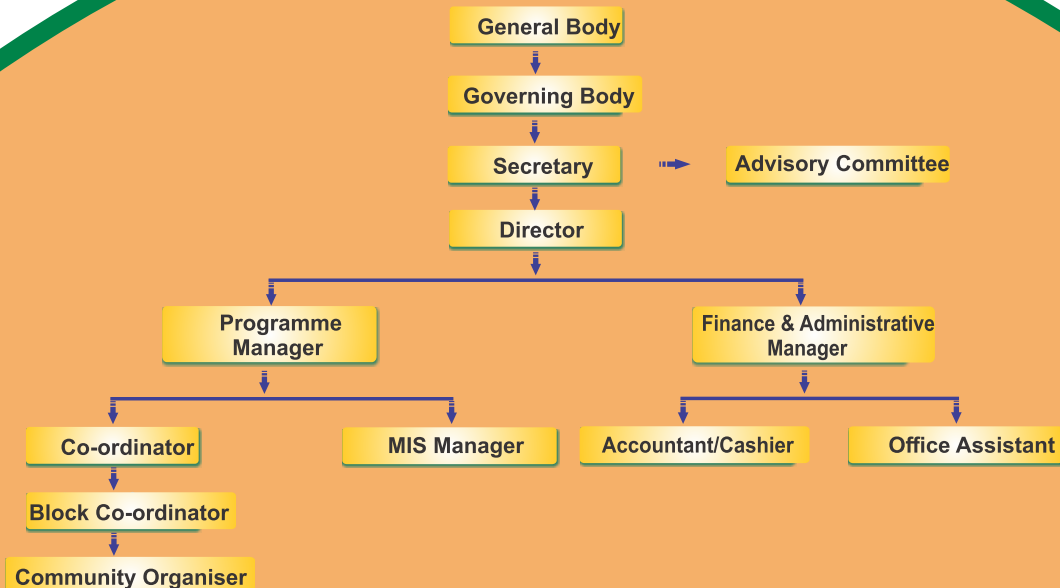 General Body
Governing Body
Secretary
Advisory Committee
Director
Programme
Manager
Finance & Administrative
Manager
Co-ordinator
MIS Manager
Accountant/Cashier
Office Assistant
Block Co-ordinator
Community Organiser